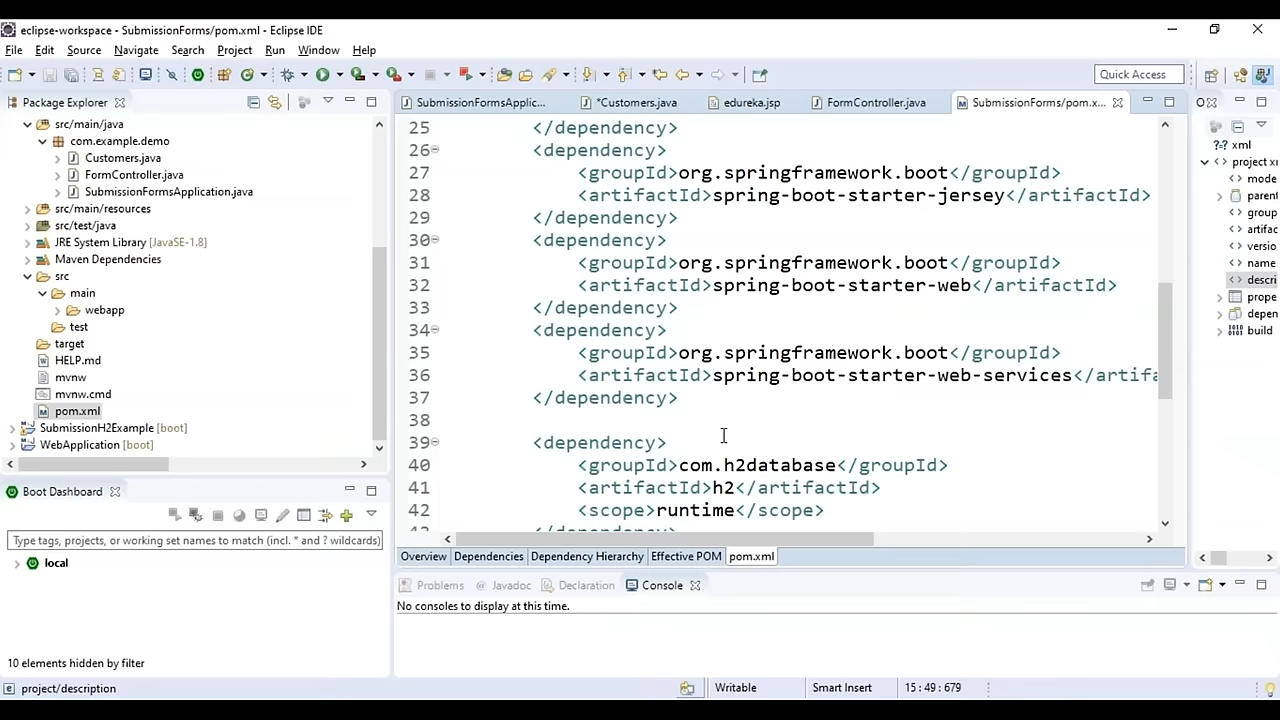 eclipse-workspace - SubmissionForms/pom.xml - Eclipse IDE
File Edit Source Navigate Search Project Run Window Help
Quick Access
Package Explorer
src/main/java
com.example.demo
Customers.java
FormController.java
SubmissionFormsApplication.java
src/main/resources
src/test/java
JRE System Library [JavaSE-1.8]
Maven Dependencies
src
main
webapp
test
target
HELP.md
mvnw
mvnw.cmd
pom.xml
SubmissionH2Example [boot]
WebApplication [boot]
Boot Dashboard
Type tags, projects, or working set names to match (incl. * and ? wildcards)
local
10 elements hidden by filter
SubmissionFormsApplic... *Customers.java edureka.jsp FormController.java SubmissionForms/pom.x...
25 </dependency>
26 <dependency>
27 <groupId>org.springframework.boot</groupId>
28 <artifactId>spring-boot-starter-jersey</artifactId>
29 </dependency>
30 <dependency>
31 <groupId>org.springframework.boot</groupId>
32 <artifactId>spring-boot-starter-web</artifactId>
33 </dependency>
34 <dependency>
35 <groupId>org.springframework.boot</groupId>
36 <artifactId>spring-boot-starter-web-services</artifa
37 </dependency>
38
39 <dependency>
40 <groupId>com.h2database</groupId>
41 <artifactId>h2</artifactId>
42 <scope>runtime</scope>
Overview Dependencies Dependency Hierarchy Effective POM pom.xml
Problems Javadoc Declaration Console
No consoles to display at this time.
xml
project xr
mode
parent
group
artifac
versio
name
descri
prope
depen
build
project/description
Writable Smart Insert 15 : 49 : 679